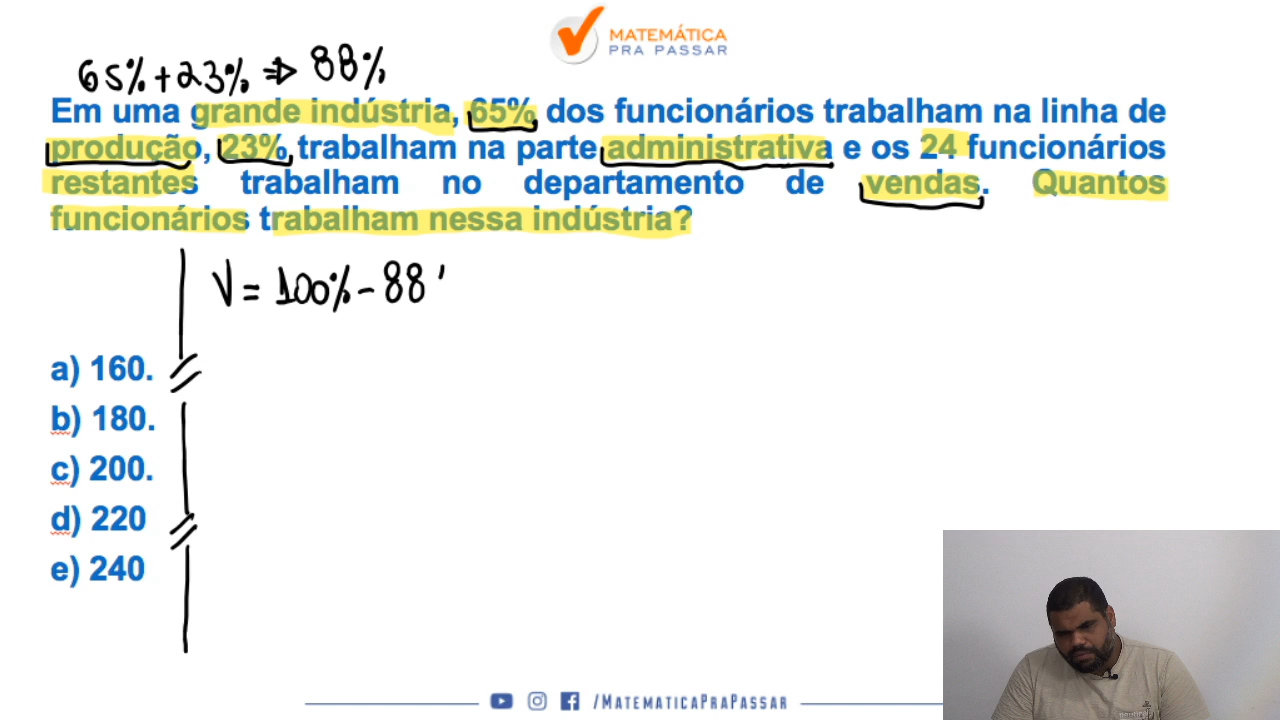 MATEMÁTICA
PRA PASSAR
65% + 23% ⇒ 88%
Em uma grande indústria, 65% dos funcionários trabalham na linha de
produção, 23% trabalham na parte administrativa e os 24 funcionários
restantes trabalham no departamento de vendas. Quantos
funcionários trabalham nessa indústria?
V = 100% - 88 '
a) 160.
b) 180.
c) 200.
d) 220
e) 240
/MATEMATICAPRAPASSAR